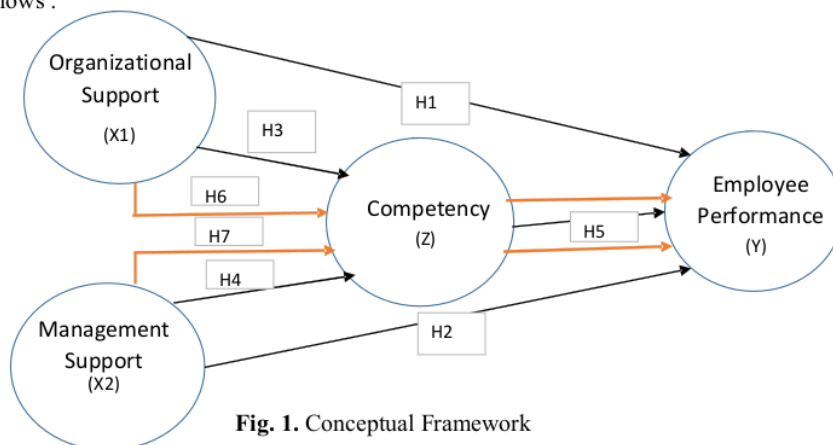 lows :
Organizational
Support
(X1)
H1
H3
H6
H7
H4
Competency
(Z)
H5
Employee
Performance
(Y)
Management
Support
(X2)
H2
Fig. 1. Conceptual Framework